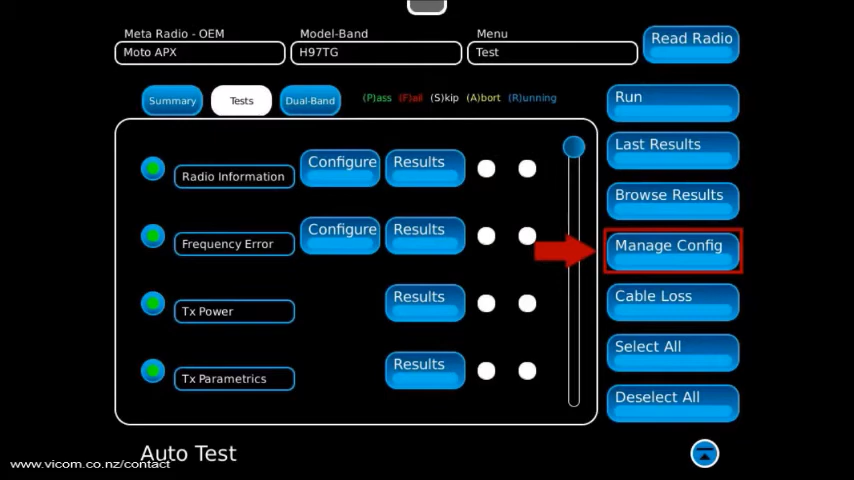 Meta Radio - OEM
Model-Band
Menu
Moto APX
H97TG
Test
Read Radio
Summary
Tests
Dual-Band
(P)ass (F)ail (S)kip (A)bort (R)unning
Run
Last Results
Browse Results
Manage Config
Cable Loss
Select All
Deselect All
Radio Information
Configure
Results
Frequency Error
Configure
Results
Tx Power
Results
Tx Parametrics
Results
Auto Test
www.vicom.co.nz/contact